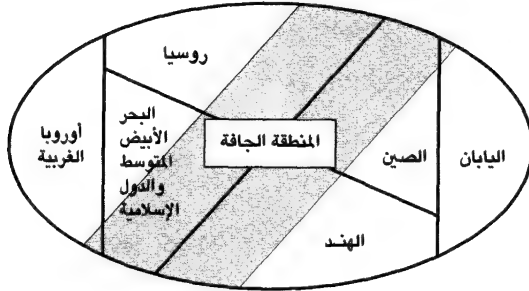 روسيا
اليابان
الصين
المنطقة الجافة
البحر
الأبيض
المتوسط
والدول
الإسلامية
أوروبا
الغربية
الهند